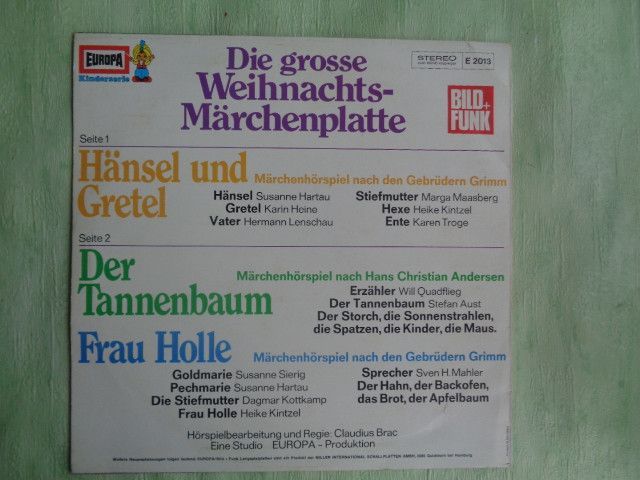 EUROPA
Kinderserie
Die grosse
Weihnachts-
Märchenplatte
STEREO
E 2013
BILD+
FUNK
Seite 1
Hänsel und
Gretel
Märchenhörspiel nach den Gebrüdern Grimm
Hänsel Susanne Hartau
Gretel Karin Heine
Vater Hermann Lenschau
Stiefmutter Marga Maasberg
Hexe Heike Kintzel
Ente Karen Troge
Seite 2
Der
Tannenbaum
Märchenhörspiel nach Hans Christian Andersen
Erzähler Will Quadflieg
Der Tannenbaum Stefan Aust
Der Storch, die Sonnenstrahlen,
die Spatzen, die Kinder, die Maus.
Frau Holle
Märchenhörspiel nach den Gebrüdern Grimm
Goldmarie Susanne Sierig
Pechmarie Susanne Hartau
Die Stiefmutter Dagmar Kottkamp
Frau Holle Heike Kintzel
Sprecher Sven H. Mahler
Der Hahn, der Backofen,
das Brot, der Apfelbaum
Hörspielbearbeitung und Regie: Claudius Brac
Eine Studio EUROPA - Produktion